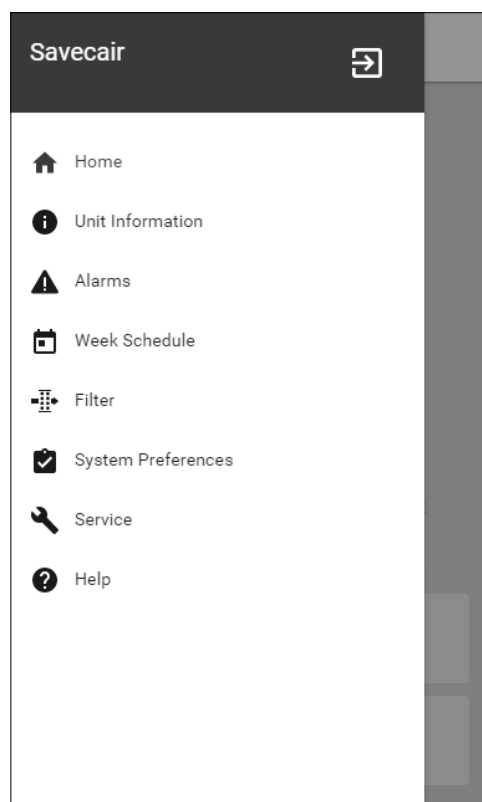 Savecair
Home
Unit Information
Alarms
Week Schedule
Filter
System Preferences
Service
Help